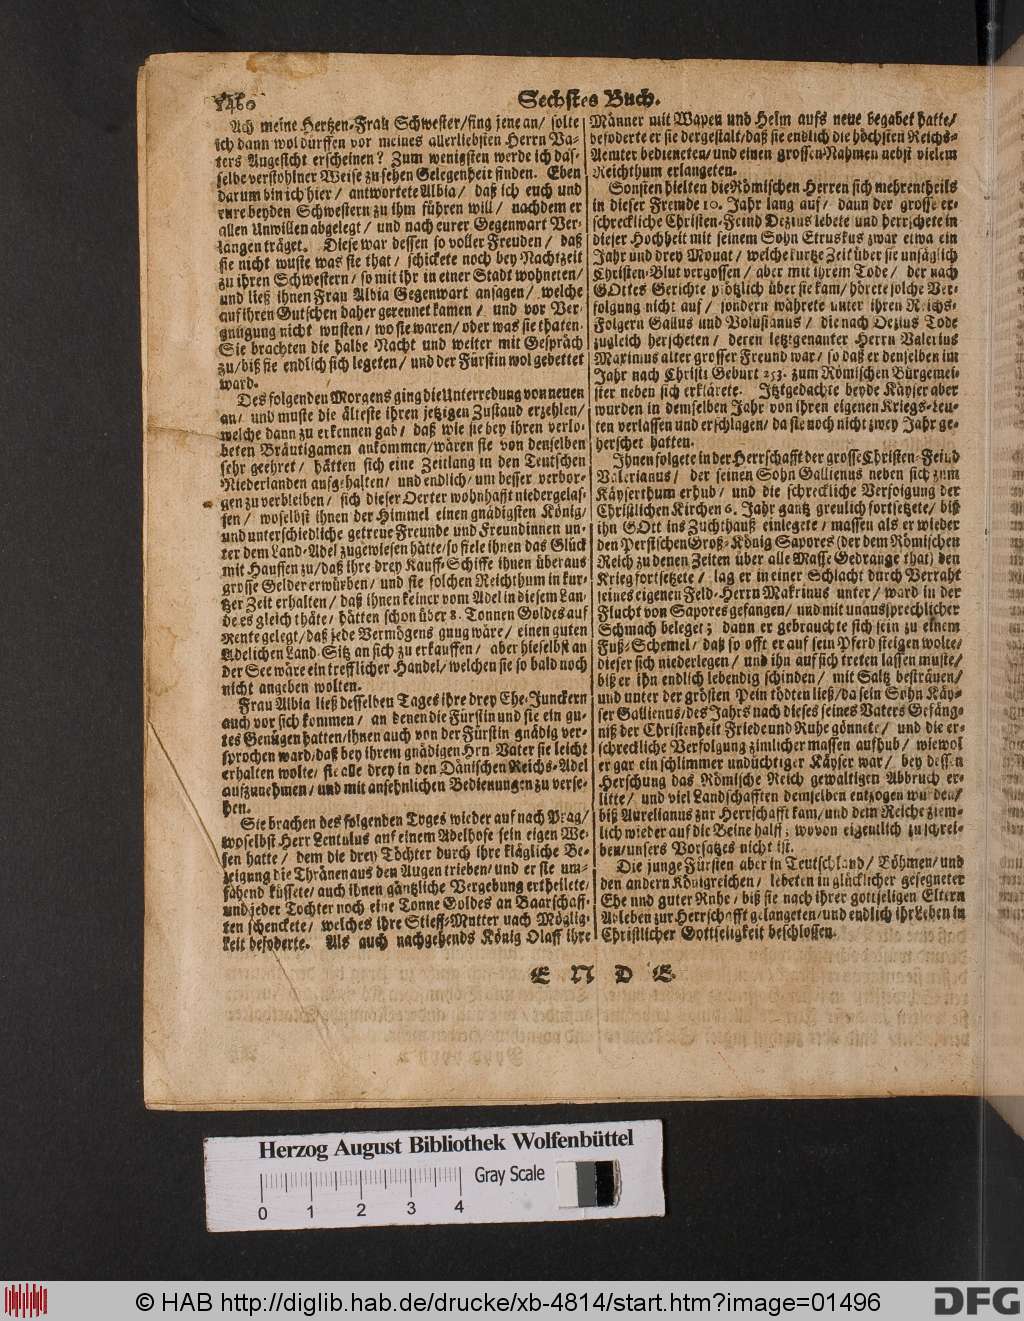 1460
Sechstes Buch.
Ach meine Hertzen-Frau Schwester/ fing jene an/ solte
ich dann wol dürffen vor meines allerliebsten Herrn Va-
ters Angesicht erscheinen? Zum wenigsten werde ich das-
selbe verstohlner Weise zu sehen Gelegenheit finden. Eben
darum bin ich hier/ antwortete Albia/ daß ich euch und
eure beyden Schwestern zu ihm führen will/ nachdem er
allen Unwillen abgelegt/ und nach eurer Gegenwart Ver-
langen träget. Diese war dessen so voller Freuden/ daß
sie nicht wuste was sie that/ schickete noch bey Nachtzeit
zu ihren Schwestern/ so mit ihr in einer Stadt wohneten/
und ließ ihnen Frau Albia Gegenwart ansagen/ welche
auf ihren Gutschen daher gerennet kamen/ und vor Ver-
gnügung nicht wusten/ wo sie waren/ oder was sie thaten.
Sie brachten die halbe Nacht und weiter mit Gespräch
zu/ biß sie endlich sich legeten/ und der Fürstin wol gebettet
ward.
Des folgenden Morgens ging die Unterredung von neuen
an/ und muste die älteste ihren jetzigen Zustand erzehlen/
welche dann zu erkennen gab/ daß wie sie bey ihren verlo-
beten Bräutigamen ankommen/ wären sie von denselben
sehr geehret/ hätten sich eine Zeitlang in den Teutschen
Niederlanden aufgehalten/ und endlich/ um besser verbor-
gen zu verbleiben/ sich dieser Oerter wohnhafft niedergelas-
sen/ woselbst ihnen der Himmel einen gnädigsten König/
und unterschiedliche getreue Freunde und Freundinnen un-
ter dem Land-Adel zugewiesen hätte/ so fiele ihnen das Glück
mit Hauffen zu/ daß ihre drey Kauff-Schiffe ihnen überaus
grosse Gelder erwürben/ und sie solchen Reichthum in kur-
tzer Zeit erhalten/ daß ihnen keiner vom Adel in diesem Lan-
de es gleich thäte/ hätten schon über 8. Tonnen Goldes auf
Rente gelegt/ daß jede Vermögens gnug wäre/ einen guten
Adelichen Land-Sitz an sich zu erkauffen/ aber hieselbst an
der See wäre ein trefflicher Handel/ welchen sie so bald noch
nicht angeben wolten.
Frau Albia ließ desselben Tages ihre drey Ehe-Junckern
auch vor sich kommen/ an denen die Fürstin und sie ein gu-
tes Genügen hatten/ ihnen auch von der Fürstin gnädig ver-
sprochen ward/ daß bey ihrem gnädigen Hrn. Vater sie leicht
erhalten wolte/ sie alle drey in den Dänischen Reichs-Adel
aufzunehmen/ und mit ansehnlichen Bedienungen zu verse-
hen.
Sie brachen des folgenden Tages wieder auf nach Prag/
woselbst Herr Lentulus auf einem Adelhofe sein eigen We-
sen hatte/ dem die drey Töchter durch ihre klägliche Be-
zeigung die Thränen aus den Augen trieben/ und er sie um-
fahend küssete/ auch ihnen gäntzliche Vergebung ertheilete/
und jeder Tochter noch eine Tonne Goldes an Baarschaff-
ten schenckete/ welches ihre Stieff-Mutter nach Möglig-
keit befoderte. Als auch nachgehends König Olaff ihre
Männer mit Wapen und Helm aufs neue begabet hatte/
befoderte er sie dergestalt/ daß sie endlich die höchsten Reichs-
Aemter bedieneten/ und einen grossen Nahmen nebst vielem
Reichthum erlangeten.
Sonsten hielten die Römischen Herren sich mehrentheils
in dieser Fremde 10. Jahr lang auf/ dann der grosse er-
schreckliche Christen-Feind Dezius lebete und herrschete in
dieser Hochheit mit seinem Sohn Etruskus zwar etwa ein
Jahr und drey Monat/ welche kurtze Zeit über sie unsäglich
Christen-Blut vergossen/ aber mit ihrem Tode/ der nach
GOttes Gerichte plötzlich über sie kam/ hörete solche Ver-
folgung nicht auf/ sondern währete unter ihren Reichs-
Folgern Gallus und Volusianus/ die nach Dezius Tode
zugleich herscheten/ deren letztgenanter Herrn Valerius
Maximus alter grosser Freund war/ so daß er denselben im
Jahr nach Christi Geburt 253. zum Römischen Bürgemei-
ster neben sich erklärete. Jtztgedachte beyde Käyser aber
wurden in demselben Jahr von ihren eigenen Kriegs-Leu-
ten verlassen und erschlagen/ da sie noch nicht zwey Jahr ge-
herschet hatten.
Jhnen folgete in der Herrschafft der grosse Christen-Feind
Valerianus/ der seinen Sohn Gallienus neben sich zum
Käyserthum erhub/ und die schreckliche Verfolgung der
Christlichen Kirchen 6. Jahr gantz greulich fortsetzete/ biß
ihn GOtt ins Zuchthauß einlegete/ massen als er wieder
den Persischen Groß-König Sapores (der dem Römischen
Reich zu denen Zeiten über alle Masse Gedrange that) den
Krieg fortsetzete/ lag er in einer Schlacht durch Verraht
seines eigenen Feld-Herrn Makrinus unter/ ward in der
Flucht von Sapores gefangen/ und mit unaussprechlicher
Schmach beleget; dann er gebrauchte sich sein zu einem
Fuß-Schemel/ daß so offt er auf sein Pferd steigen wolte/
dieser sich niederlegen/ und ihn auf sich treten lassen muste/
biß er ihn endlich lebendig schinden/ mit Saltz besträuen/
und unter der grösten Pein tödten ließ/ da sein Sohn Käy-
ser Gallienus/ des Jahrs nach dieses seines Vaters Gefäng-
niß der Christenheit Friede und Ruhe gönnete/ und die er-
schreckliche Verfolgung zimlicher massen aufhub/ wiewol
er gar ein schlimmer undüchtiger Käyser war/ bey dessen
Herschung das Römische Reich gewaltigen Abbruch er-
litte/ und viel Landschafften demselben entzogen wurden/
biß Aurelianus zur Herrschafft kam/ und dem Reiche ziem-
lich wieder auf die Beine halff; wovon eigentlich zu schrei-
ben/ unsers Vorsatzes nicht ist.
Die junge Fürsten aber in Teutschland/ Böhmen/ und
den andern Königreichen/ lebeten in glücklicher gesegneter
Ehe und guter Ruhe/ biß sie nach ihrer gottseligen Eltern
Ableben zur Herrschafft gelangeten/ und endlich ihr Leben in
Christlicher Gottseligkeit beschlossen.
E N D E.
Herzog August Bibliothek Wolfenbüttel
Gray Scale
0 1 2 3 4
© HAB http://diglib.hab.de/drucke/xb-4814/start.htm?image=01496
DFG